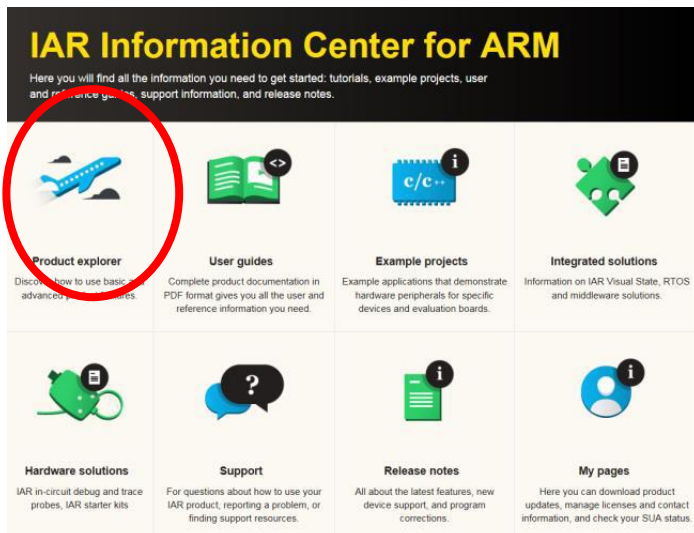 IAR Information Center for ARM
Here you will find all the information you need to get started: tutorials, example projects, user
and reference guides, support information, and release notes.
<>
i
c/c++
Product explorer
User guides
Example projects
Integrated solutions
Discover how to use basic and
advanced product features.
Complete product documentation in
PDF format gives you all the user and
reference information you need.
Example applications that demonstrate
hardware peripherals for specific
devices and evaluation boards.
Information on IAR Visual State, RTOS
and middleware solutions.
?
i
i
Hardware solutions
Support
Release notes
My pages
IAR in-circuit debug and trace
probes, IAR starter kits
For questions about how to use your
IAR product, reporting a problem, or
finding support resources.
All about the latest features, new
device support, and program
corrections.
Here you can download product
updates, manage licenses and contact
information, and check your SUA status.